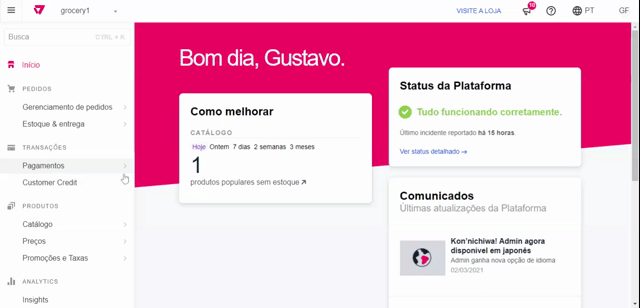 grocery1
VISITE A LOJA
10
PT
GF
Busca
CTRL + K
Início
PEDIDOS
Gerenciamento de pedidos
Estoque & entrega
TRANSAÇÕES
Pagamentos
Customer Credit
PRODUTOS
Catálogo
Preços
Promoções e Taxas
ANALYTICS
Insights
Bom dia, Gustavo.
Como melhorar
CATÁLOGO
Hoje Ontem 7 dias 2 semanas 3 meses
1
produtos populares sem estoque
Status da Plataforma
Tudo funcionando corretamente.
Último incidente reportado há 15 horas.
Ver status detalhado →
Comunicados
Últimas atualizações da Plataforma
Kon'nichiwa! Admin agora
disponível em japonês
Admin ganha nova opção de idioma
02/03/2021